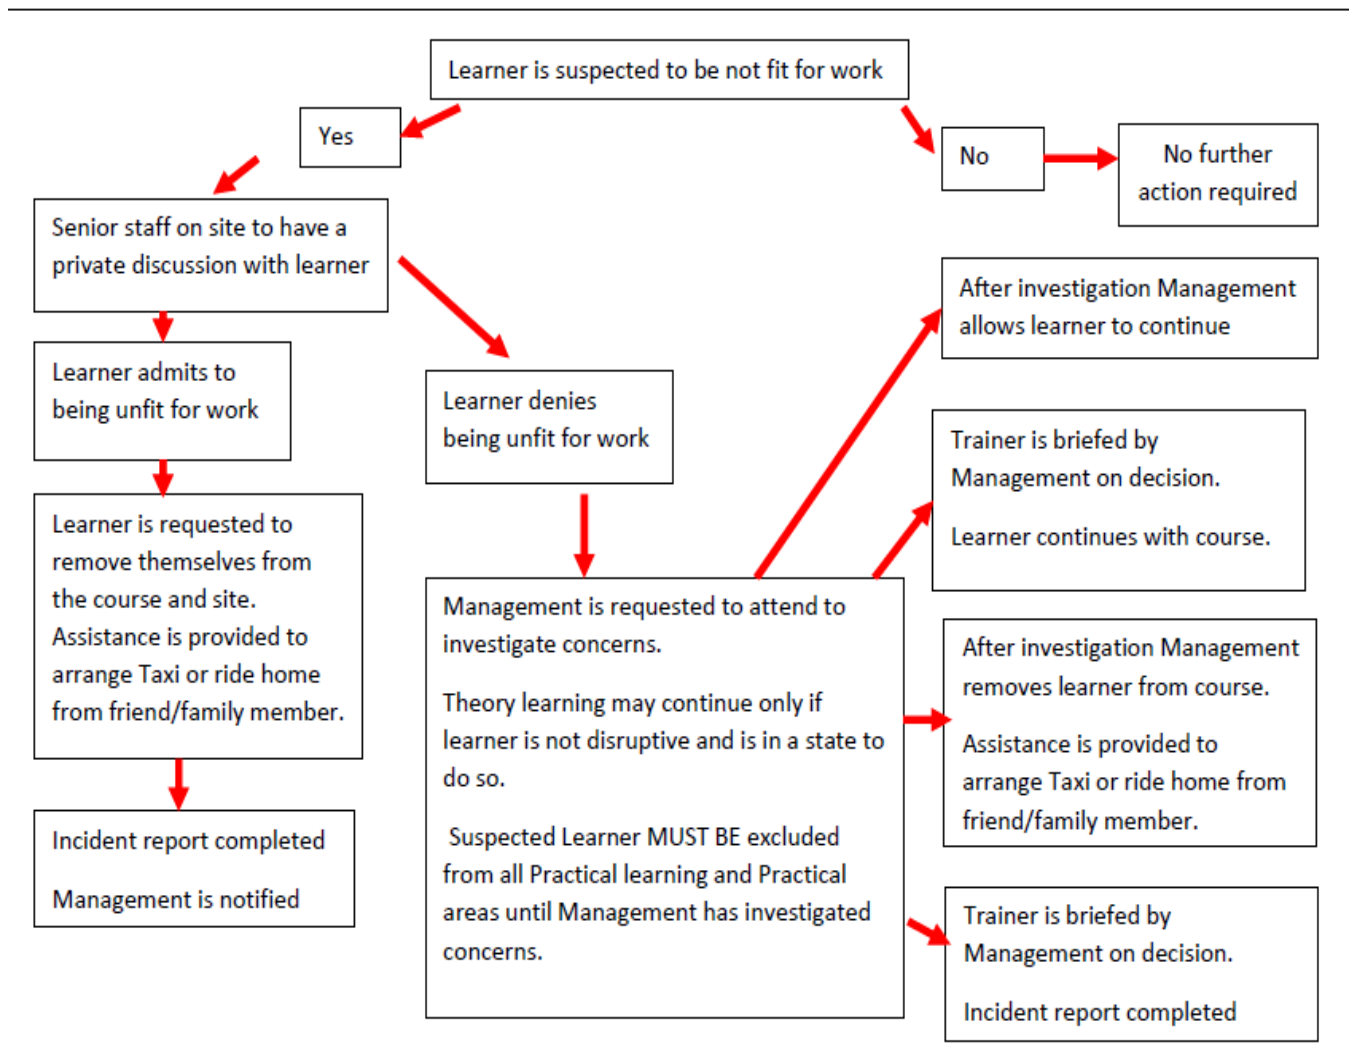 Learner is suspected to be not fit for work
Yes
No
No further
action required
Senior staff on site to have a
private discussion with learner
Learner admits to
being unfit for work
Learner is requested to
remove themselves from
the course and site.
Assistance is provided to
arrange Taxi or ride home
from friend/family member.
Incident report completed
Management is notified
Learner denies
being unfit for work
Management is requested to attend to
investigate concerns.
Theory learning may continue only if
learner is not disruptive and is in a state to
do so.
Suspected Learner MUST BE excluded
from all Practical learning and Practical
areas until Management has investigated
concerns.
After investigation Management
allows learner to continue
Trainer is briefed by
Management on decision.
Learner continues with course.
After investigation Management
removes learner from course.
Assistance is provided to
arrange Taxi or ride home from
friend/family member.
Trainer is briefed by
Management on decision.
Incident report completed